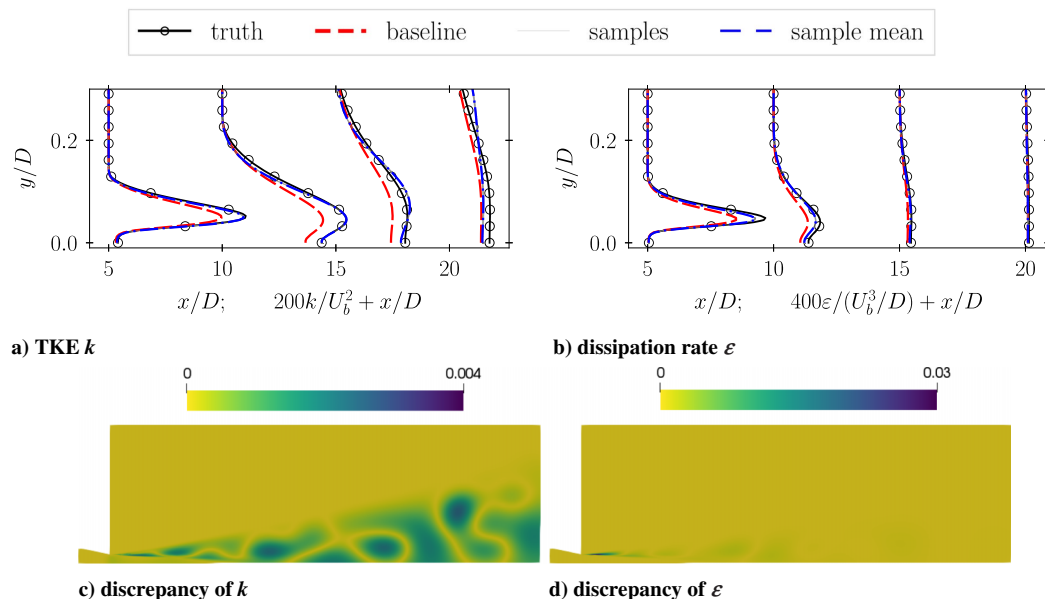 truth baseline samples sample mean
0.2
0.0
y/D
5 10 15 20
x/D; 200k/U_b^2 + x/D
a) TKE k
0.2
0.0
y/D
5 10 15 20
x/D; 400ε/(U_b^3/D) + x/D
b) dissipation rate ε
0 0.004
c) discrepancy of k
0 0.03
d) discrepancy of ε